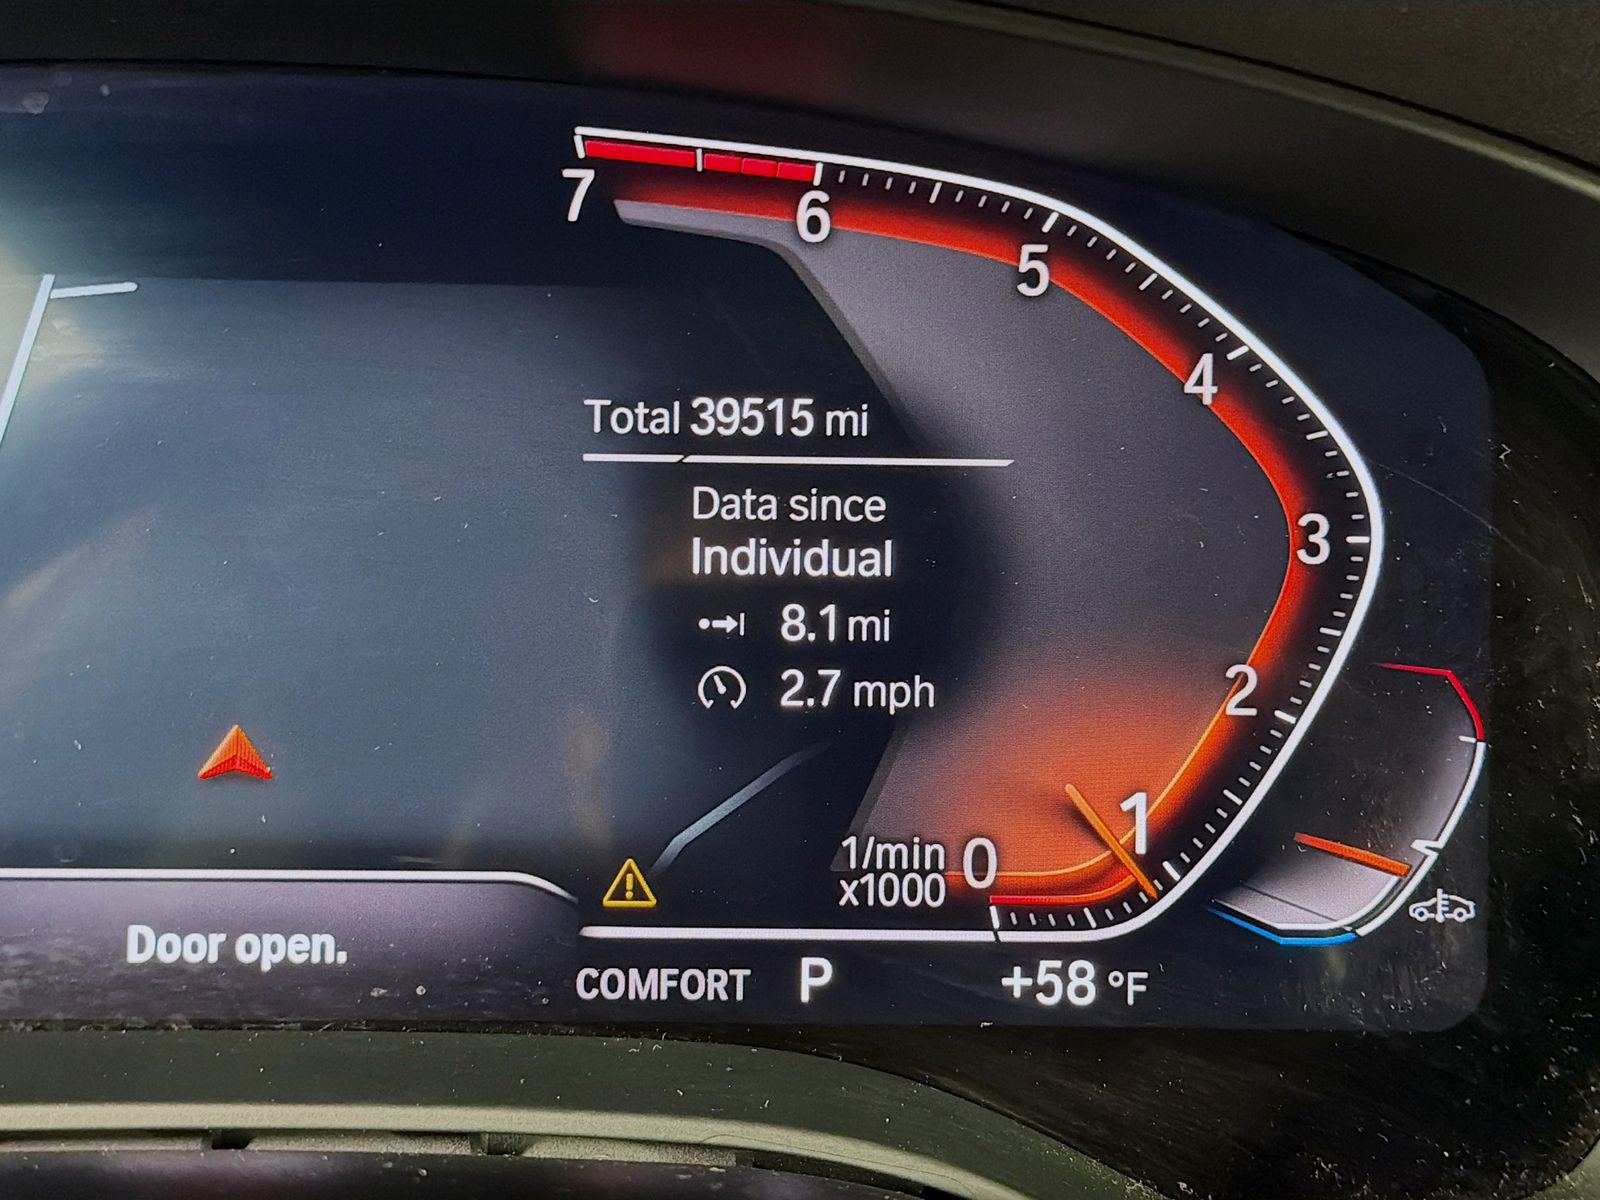 7
6
5
4
3
2
1
0
Total 39515 mi
Data since
Individual
8.1 mi
2.7 mph
1/min
x1000
Door open.
COMFORT P +58 °F